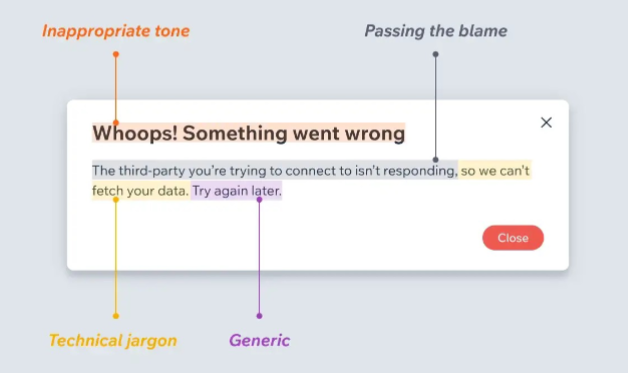 Inappropriate tone
Passing the blame
Whoops! Something went wrong
The third-party you're trying to connect to isn't responding, so we can't
fetch your data. Try again later.
Close
Technical jargon
Generic